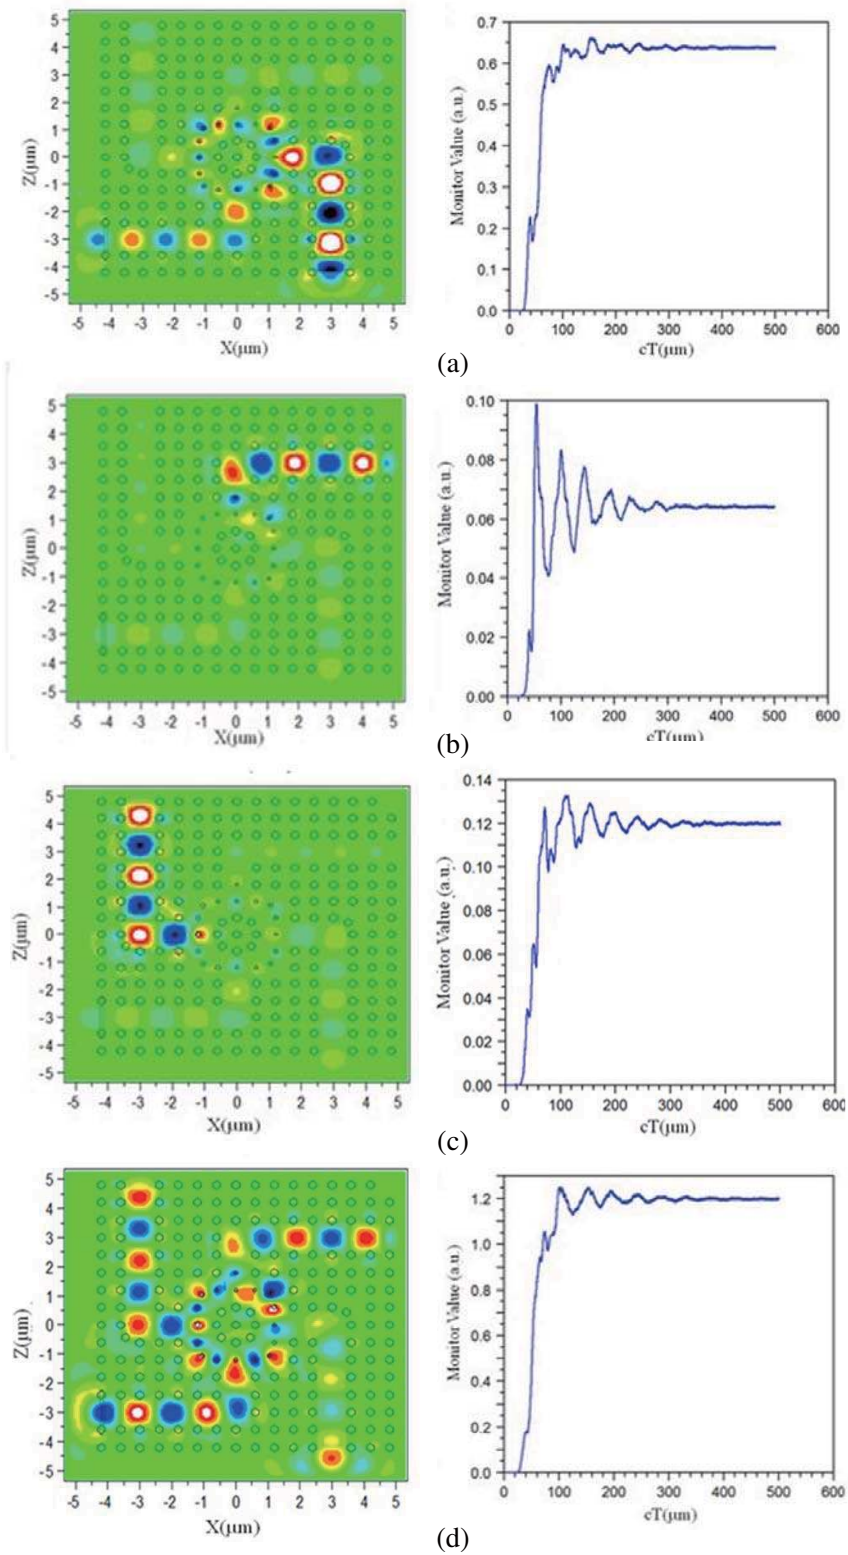 Z(μm)
5
4
3
2
1
0
-1
-2
-3
-4
-5
-5 -4 -3 -2 -1 0 1 2 3 4 5
X(μm)
Monitor Value (a.u.)
0.7
0.6
0.5
0.4
0.3
0.2
0.1
0.0
0 100 200 300 400 500 600
cT(μm)
(a)
Z(μm)
5
4
3
2
1
0
-1
-2
-3
-4
-5
-5 -4 -3 -2 -1 0 1 2 3 4 5
X(μm)
Monitor Value (a.u.)
0.10
0.08
0.06
0.04
0.02
0.00
0 100 200 300 400 500 600
cT(μm)
(b)
Z(μm)
5
4
3
2
1
0
-1
-2
-3
-4
-5
-5 -4 -3 -2 -1 0 1 2 3 4 5
X(μm)
Monitor Value (a.u.)
0.14
0.12
0.10
0.08
0.06
0.04
0.02
0.00
0 100 200 300 400 500 600
cT(μm)
(c)
Z(μm)
5
4
3
2
1
0
-1
-2
-3
-4
-5
-5 -4 -3 -2 -1 0 1 2 3 4 5
X(μm)
Monitor Value (a.u.)
1.2
1.0
0.8
0.6
0.4
0.2
0.0
0 100 200 300 400 500 600
cT(μm)
(d)